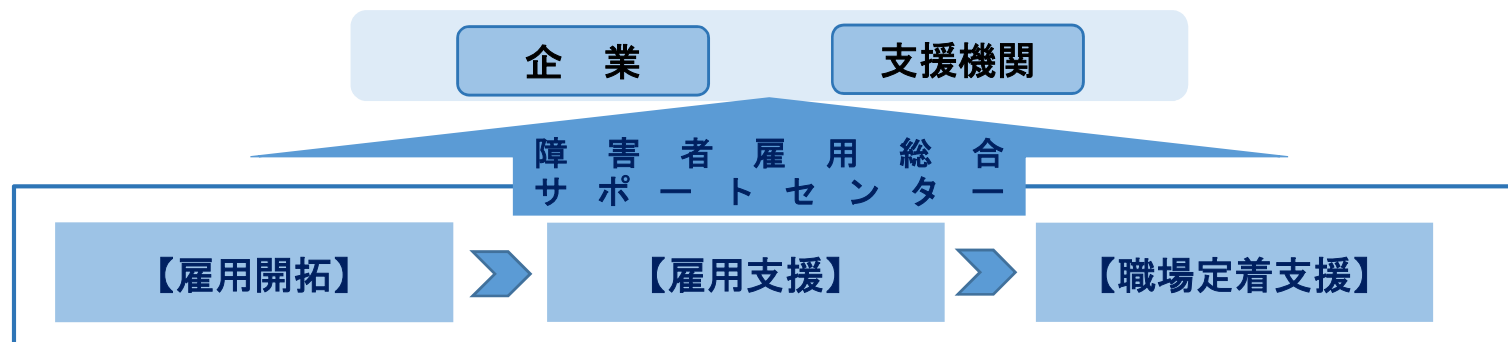 企　業
支援機関
障害者雇用総合
サポートセンター
【雇用開拓】
【雇用支援】
【職場定着支援】